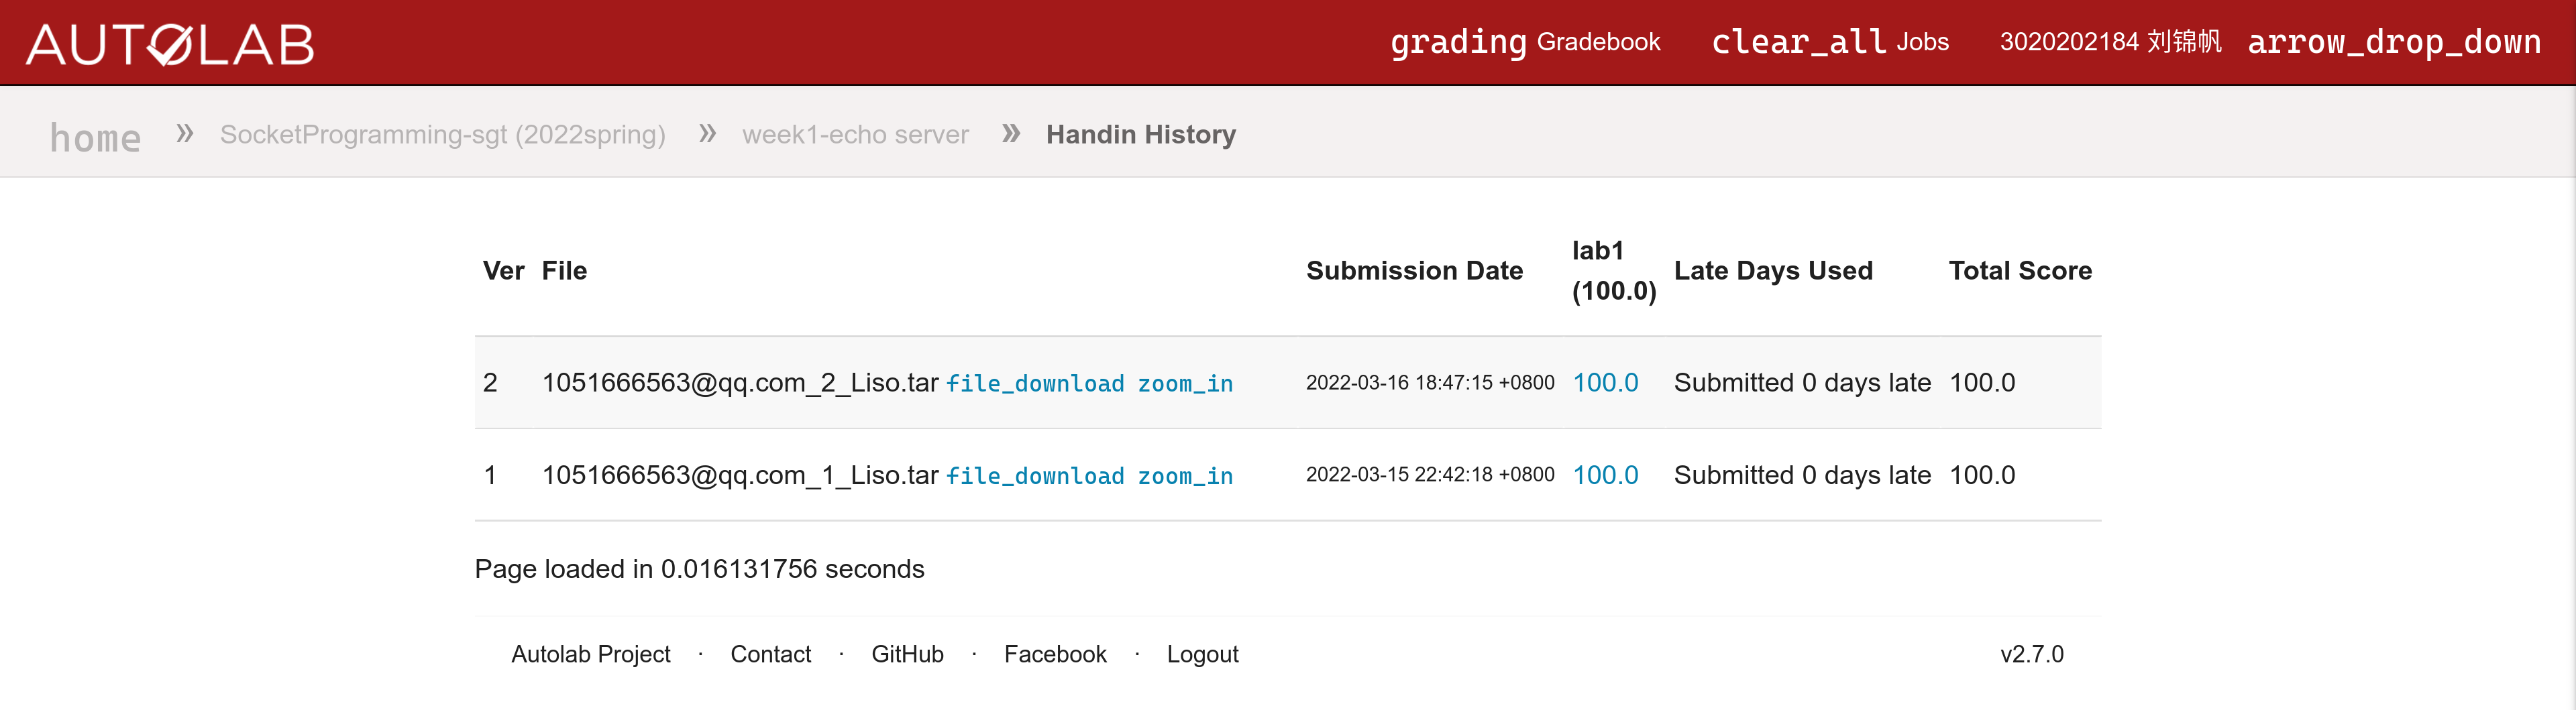 AUTOLAB grading Gradebook clear_all Jobs 3020202184 刘锦帆 arrow_drop_down
home » SocketProgramming-sgt (2022spring) » week1-echo server » Handin History
Ver File Submission Date lab1 (100.0) Late Days Used Total Score
2 1051666563@qq.com_2_Liso.tar file_download zoom_in 2022-03-16 18:47:15 +0800 100.0 Submitted 0 days late 100.0
1 1051666563@qq.com_1_Liso.tar file_download zoom_in 2022-03-15 22:42:18 +0800 100.0 Submitted 0 days late 100.0
Page loaded in 0.016131756 seconds
Autolab Project · Contact · GitHub · Facebook · Logout v2.7.0